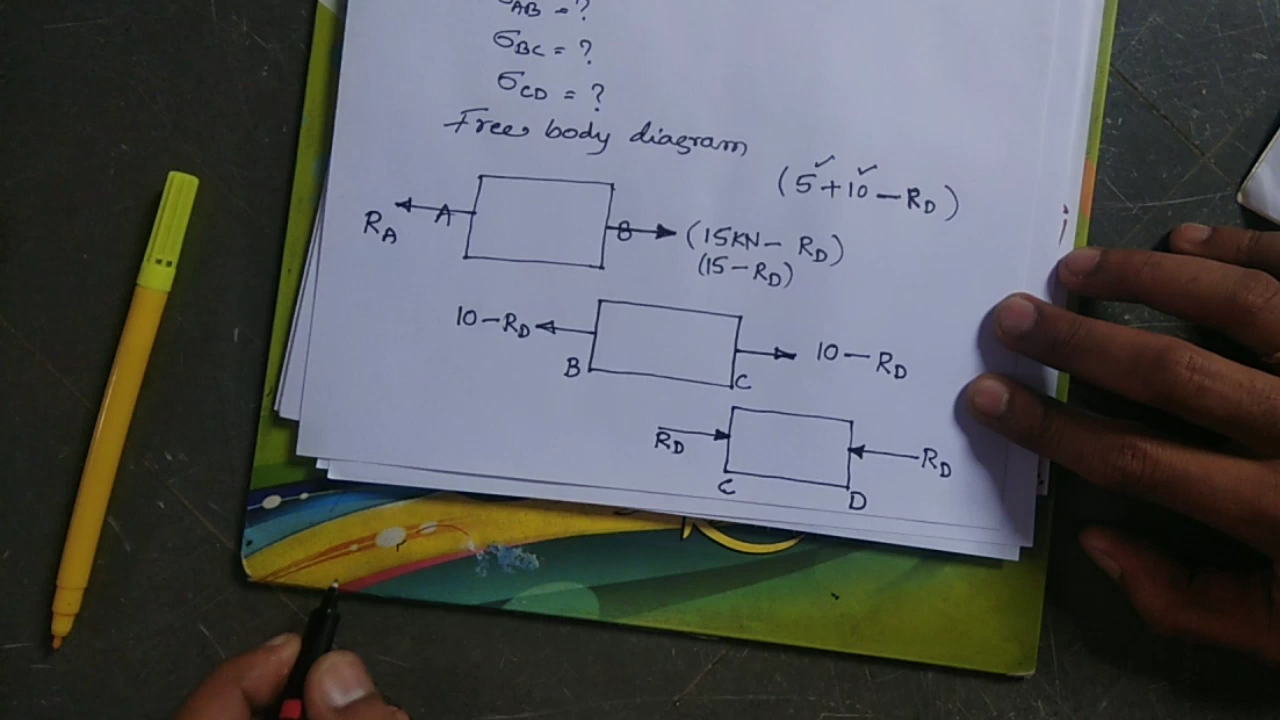 σAB = ?
σBC = ?
σCD = ?
Free body diagram
(5 + 10 - RD)
RA A B (15KN - RD)
(15 - RD)
10 - RD B C 10 - RD
RD C D RD